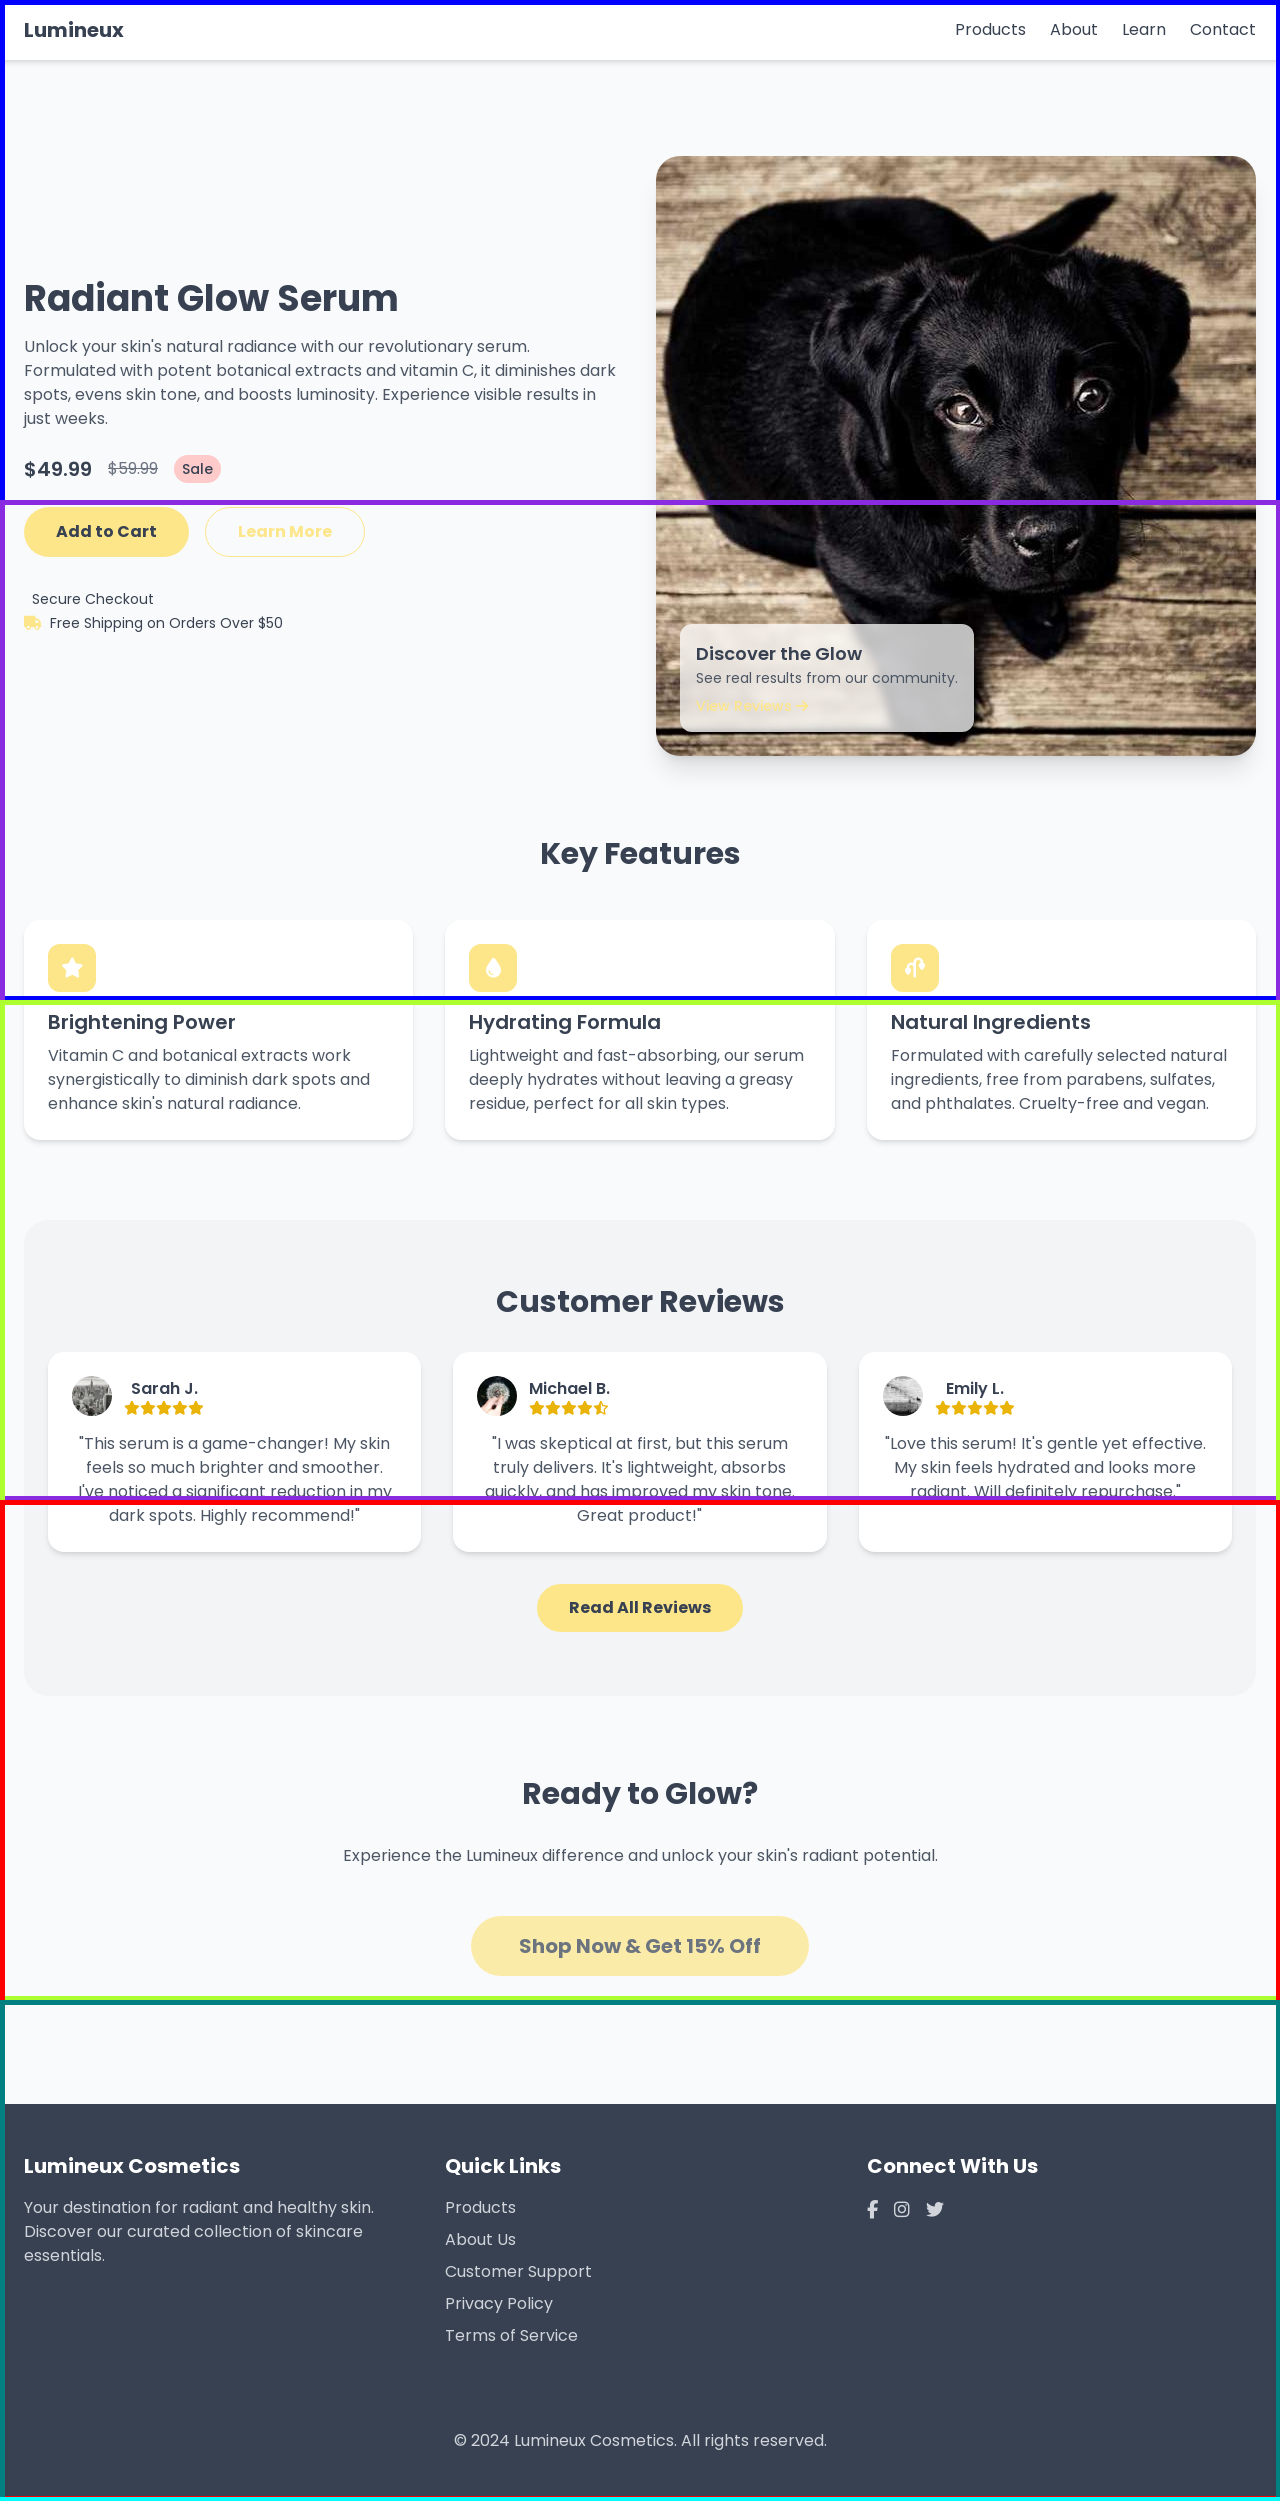 Lumineux
Products About Learn Contact
Radiant Glow Serum
Unlock your skin's natural radiance with our revolutionary serum.
Formulated with potent botanical extracts and vitamin C, it diminishes dark
spots, evens skin tone, and boosts luminosity. Experience visible results in
just weeks.
$49.99 $59.99 Sale
Add to Cart Learn More
Secure Checkout
Free Shipping on Orders Over $50
Discover the Glow
See real results from our community.
View Reviews →
Key Features
Brightening Power
Vitamin C and botanical extracts work
synergistically to diminish dark spots and
enhance skin's natural radiance.
Hydrating Formula
Lightweight and fast-absorbing, our serum
deeply hydrates without leaving a greasy
residue, perfect for all skin types.
Natural Ingredients
Formulated with carefully selected natural
ingredients, free from parabens, sulfates,
and phthalates. Cruelty-free and vegan.
Customer Reviews
Sarah J.
"This serum is a game-changer! My skin
feels so much brighter and smoother.
I've noticed a significant reduction in my
dark spots. Highly recommend!"
Michael B.
"I was skeptical at first, but this serum
truly delivers. It's lightweight, absorbs
quickly, and has improved my skin tone.
Great product!"
Emily L.
"Love this serum! It's gentle yet effective.
My skin feels hydrated and looks more
radiant. Will definitely repurchase."
Read All Reviews
Ready to Glow?
Experience the Lumineux difference and unlock your skin's radiant potential.
Shop Now & Get 15% Off
Lumineux Cosmetics
Your destination for radiant and healthy skin.
Discover our curated collection of skincare
essentials.
Quick Links
Products
About Us
Customer Support
Privacy Policy
Terms of Service
Connect With Us
© 2024 Lumineux Cosmetics. All rights reserved.